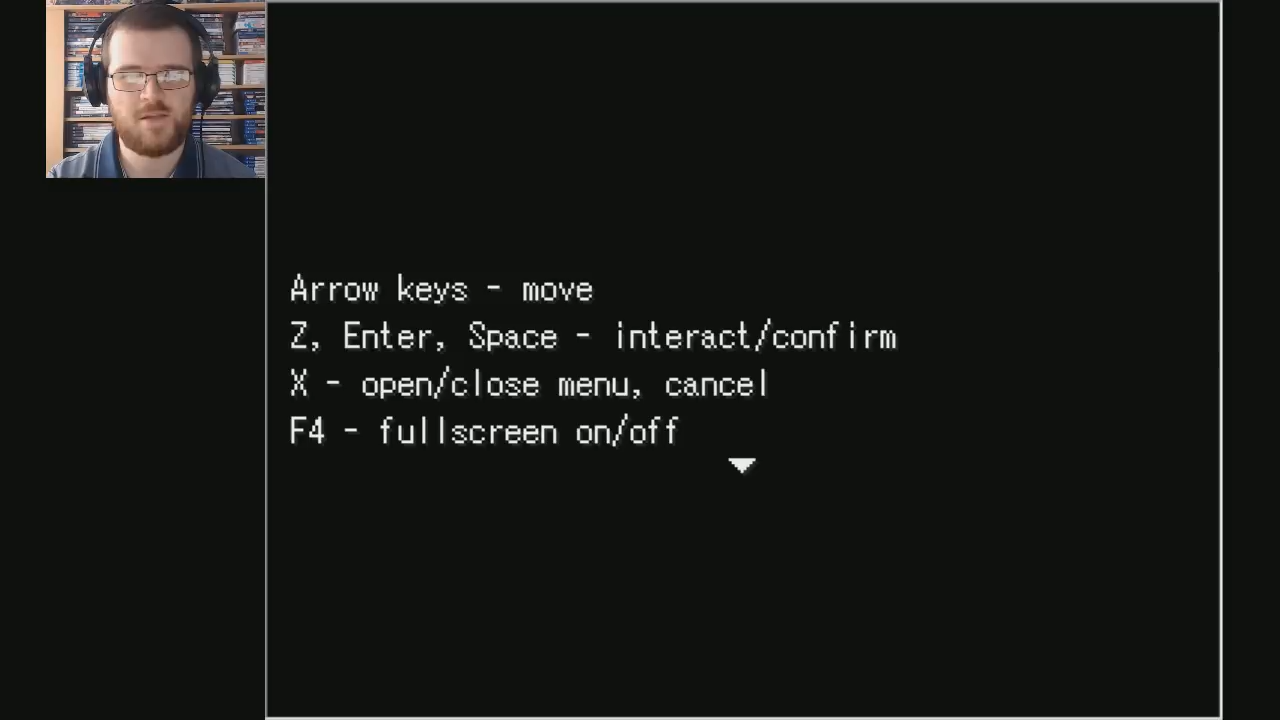 Arrow keys - move
Z, Enter, Space - interact/confirm
X - open/close menu, cancel
F4 - fullscreen on/off